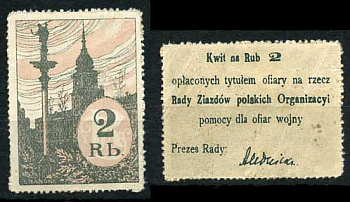 2
Rb.
Kwit na Rub 2
opłaconych tytułem ofiary na rzecz
Rady Zjazdów polskich Organizacyi
pomocy dla ofiar wojny
Prezes Rady: